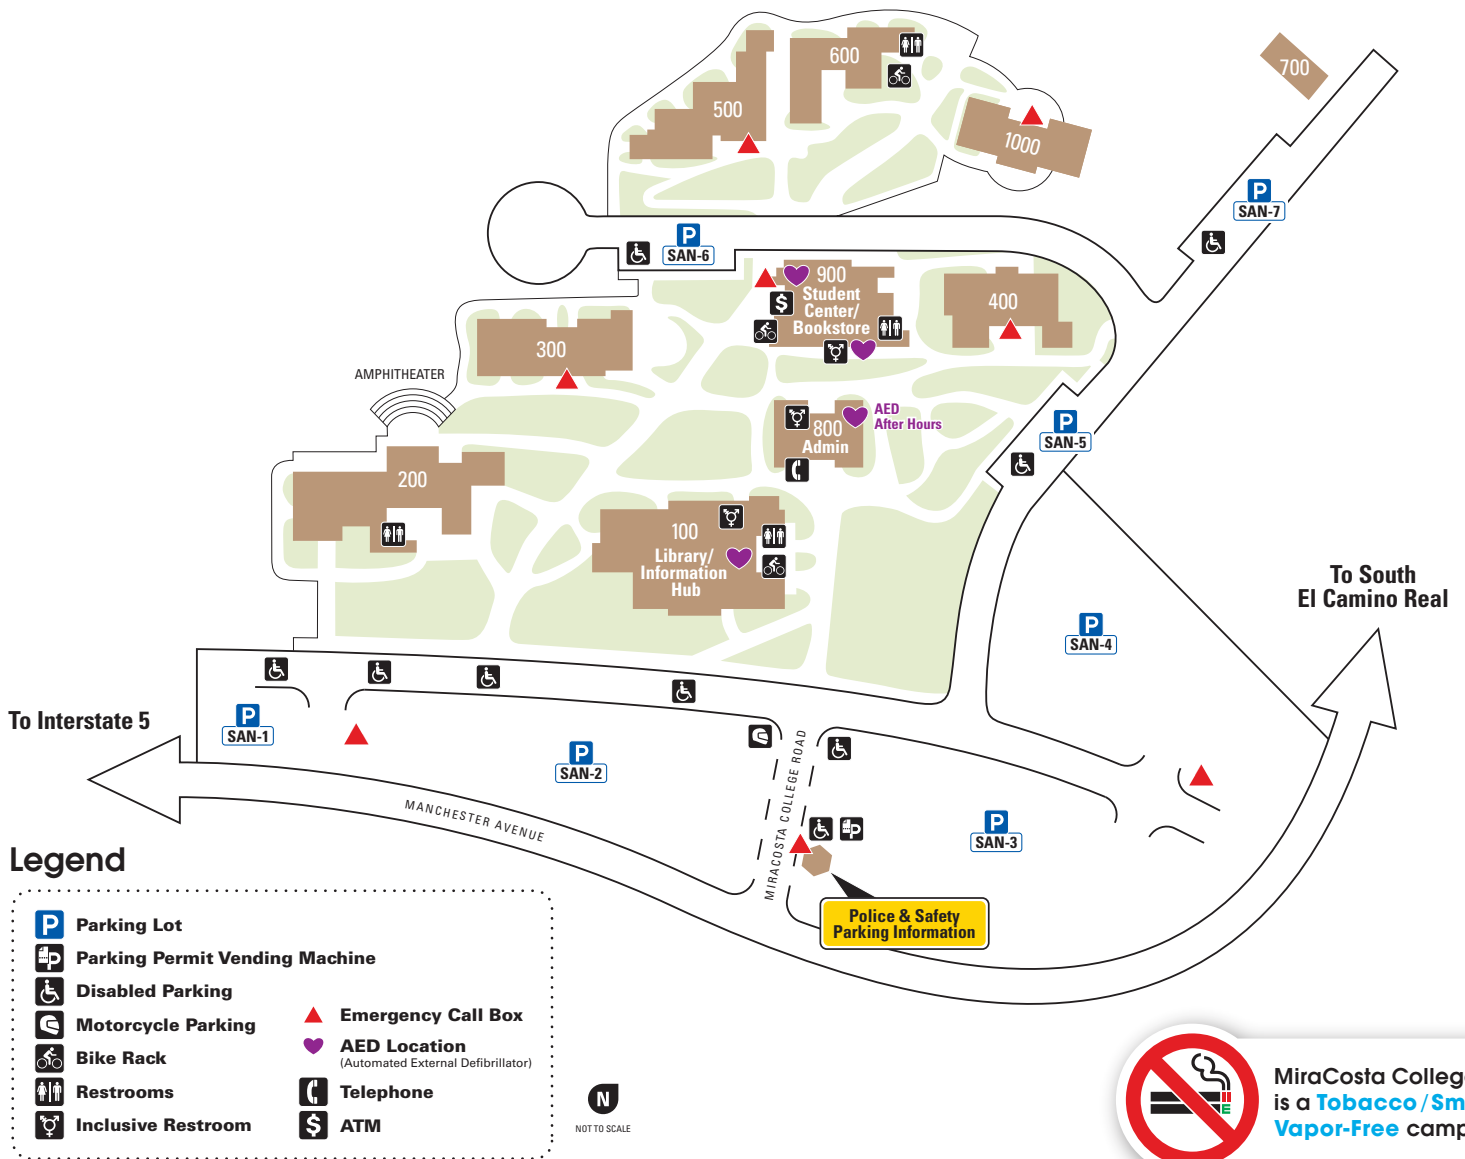 600
700
500
1000
P
SAN-7
P
SAN-6
900
Student
Center/
Bookstore
$
400
300
AMPHITHEATER
AED
After Hours
800
Admin
P
SAN-5
200
100
Library/
Information
Hub
To South
El Camino Real
P
SAN-4
To Interstate 5
P
SAN-1
P
SAN-2
MIRACOSTA COLLEGE ROAD
MANCHESTER AVENUE
P
P
SAN-3
Police & Safety
Parking Information
Legend
P Parking Lot
P Parking Permit Vending Machine
Disabled Parking
Motorcycle Parking
Bike Rack
Restrooms
Inclusive Restroom
Emergency Call Box
AED Location
(Automated External Defibrillator)
Telephone
$ ATM
N
NOT TO SCALE
E
MiraCosta College
is a Tobacco/Sm
Vapor-Free camp